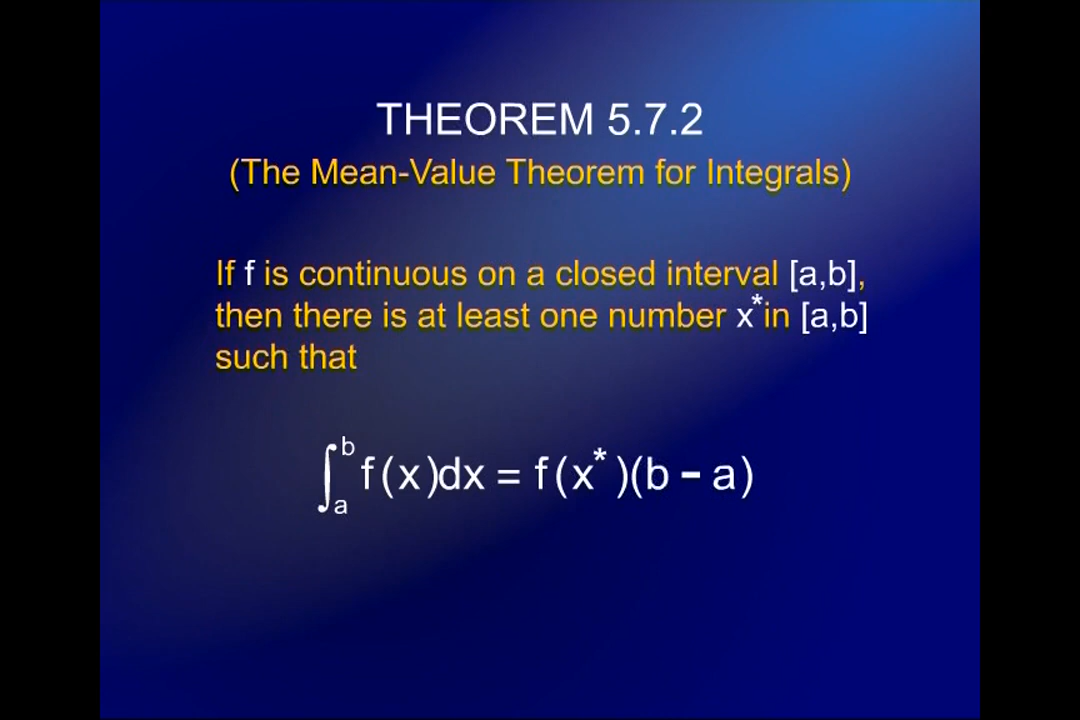 THEOREM 5.7.2
(The Mean-Value Theorem for Integrals)
If f is continuous on a closed interval [a,b],
then there is at least one number x* in [a,b]
such that
∫_a^b f(x)dx = f(x*)(b − a)